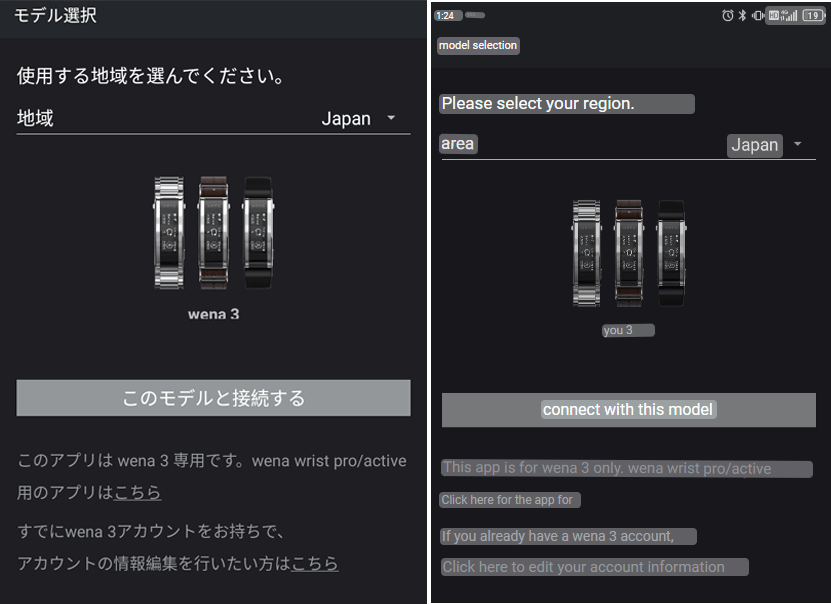 モデル選択
使用する地域を選んでください。
地域 Japan
wena 3
このモデルと接続する
このアプリは wena 3 専用です。wena wrist pro/active
用のアプリはこちら
すでにwena 3アカウントをお持ちで、
アカウントの情報編集を行いたい方はこちら
1:24
HD 4G 19
model selection
Please select your region.
area Japan
you 3
connect with this model
This app is for wena 3 only. wena wrist pro/active
Click here for the app for
If you already have a wena 3 account,
Click here to edit your account information